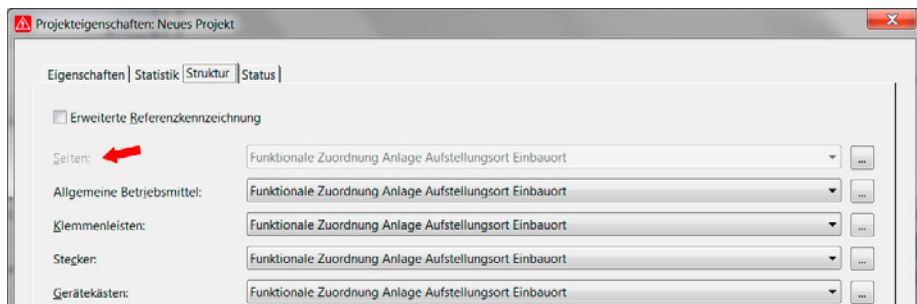 Projekteigenschaften: Neues Projekt
Eigenschaften Statistik Struktur Status
Erweiterte Referenzkennzeichnung
Seiten: Funktionale Zuordnung Anlage Aufstellungsort Einbauort ...
Allgemeine Betriebsmittel: Funktionale Zuordnung Anlage Aufstellungsort Einbauort ...
Klemmenleisten: Funktionale Zuordnung Anlage Aufstellungsort Einbauort ...
Stecker: Funktionale Zuordnung Anlage Aufstellungsort Einbauort ...
Gerätekästen: Funktionale Zuordnung Anlage Aufstellungsort Einbauort ...